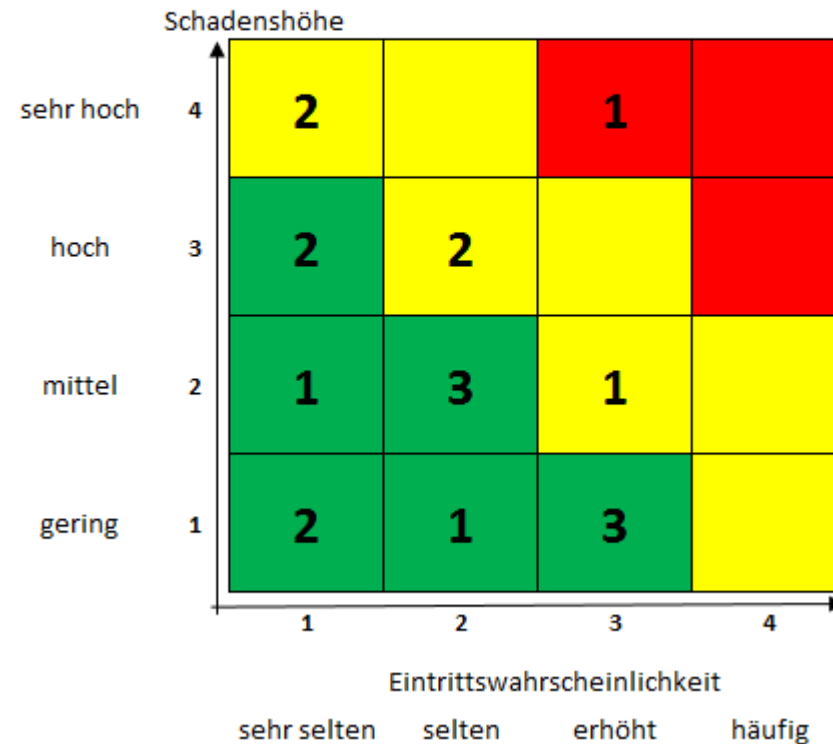 Schadenshöhe
sehr hoch 4 2 1
hoch 3 2 2
mittel 2 1 3 1
gering 1 2 1 3
1 2 3 4
Eintrittswahrscheinlichkeit
sehr selten selten erhöht häufig